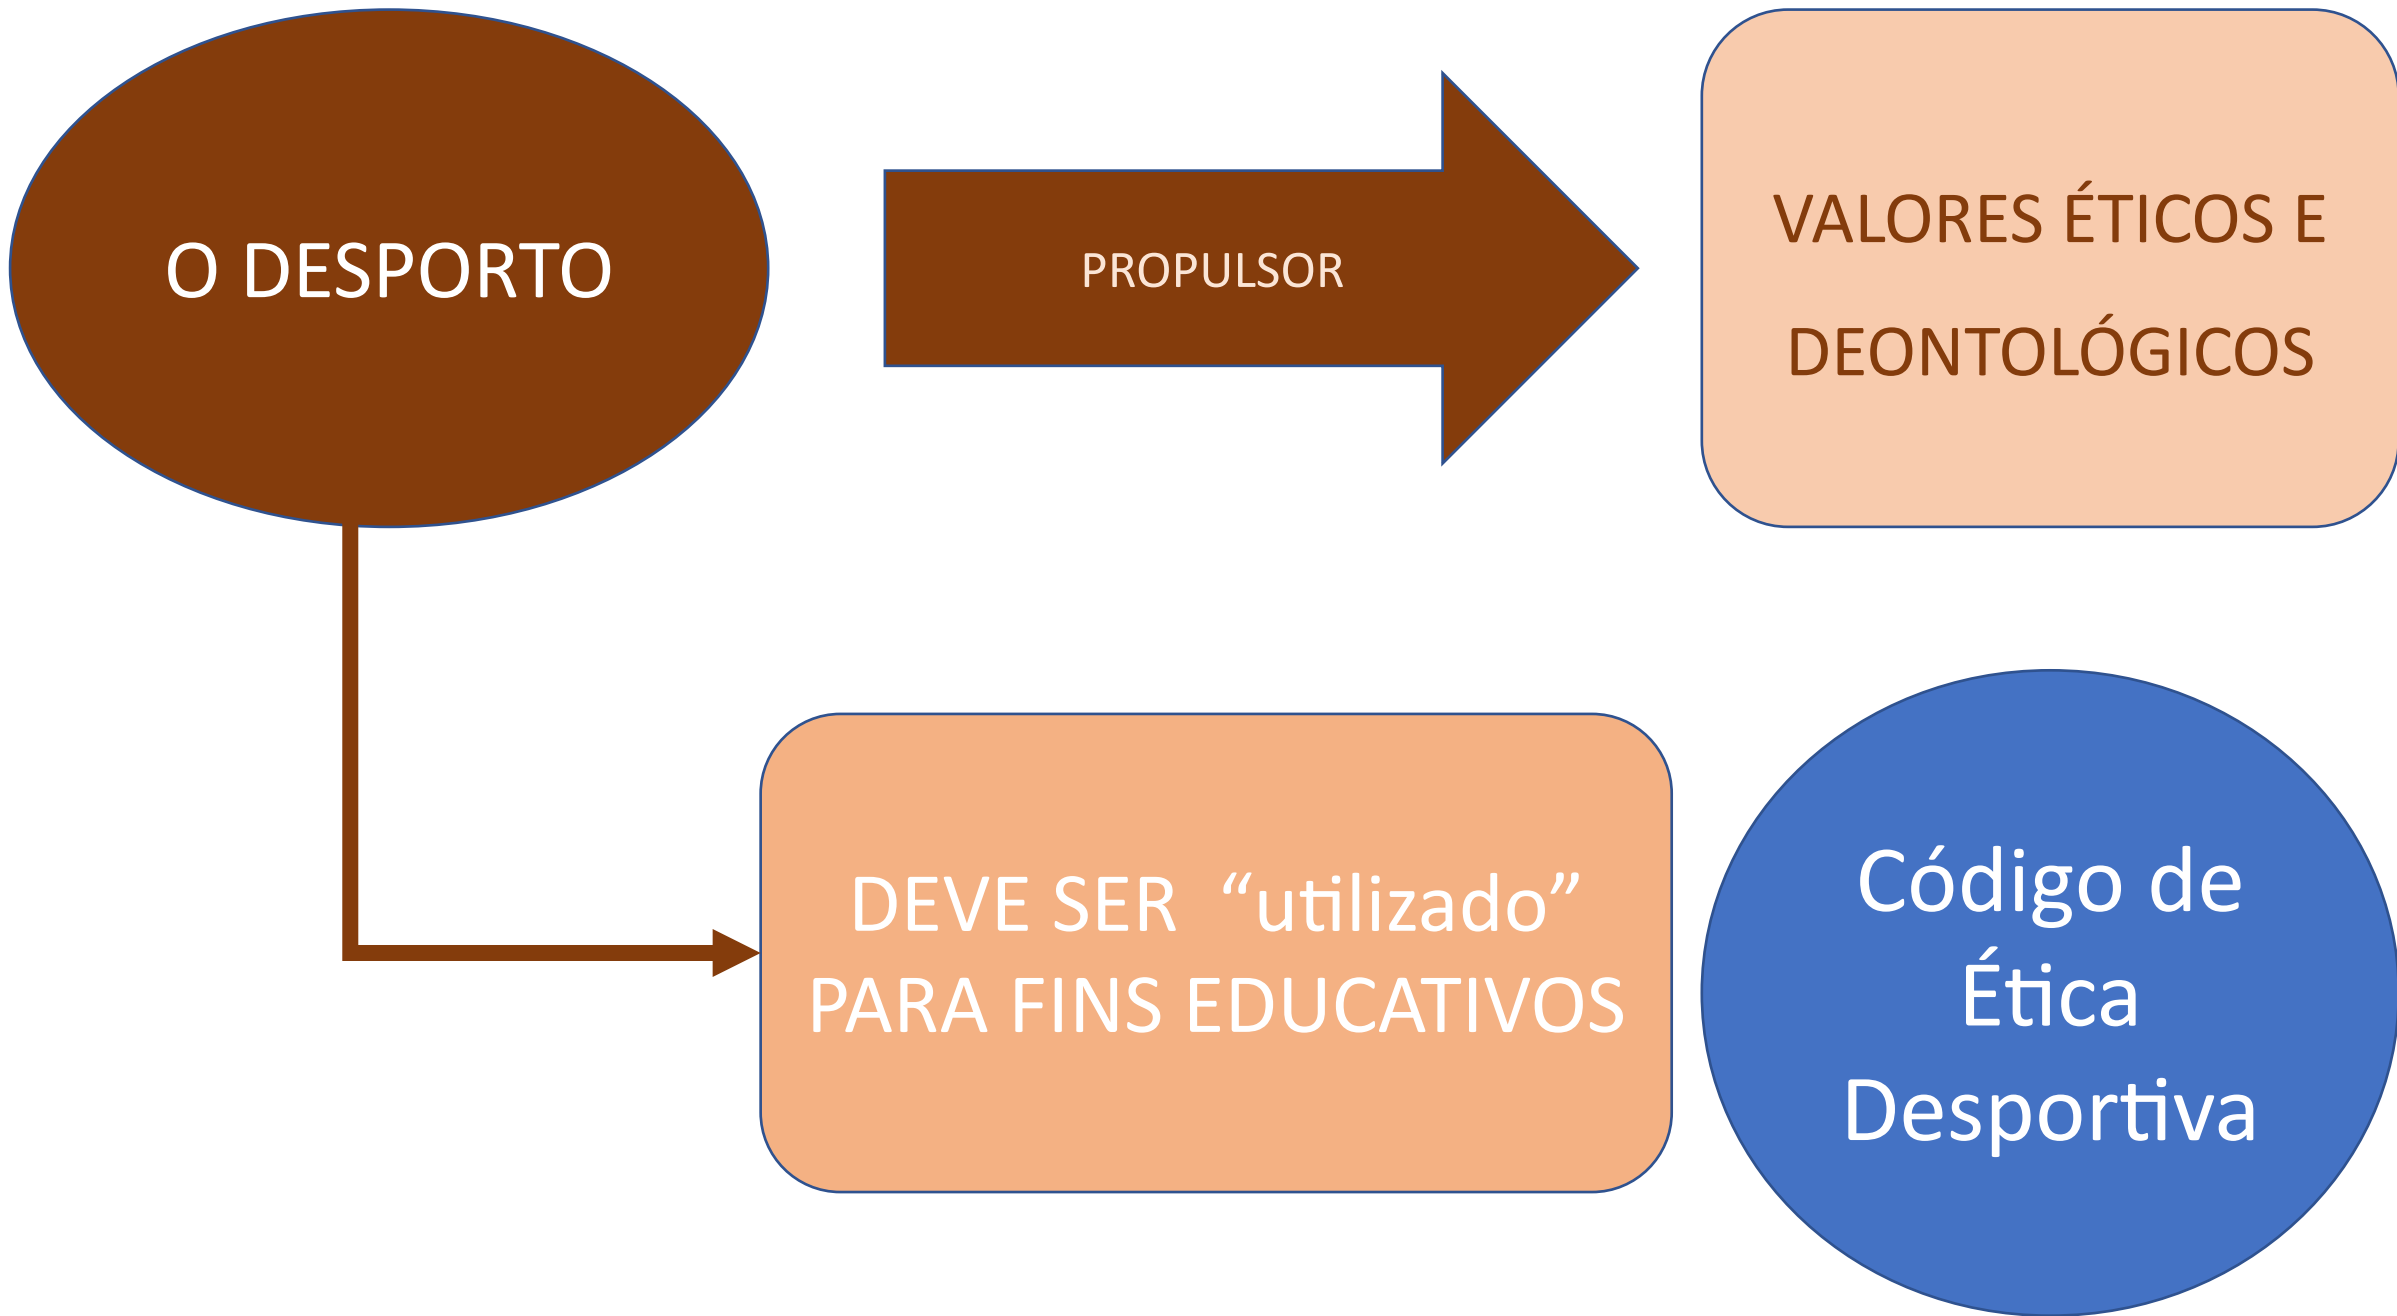 O DESPORTO
PROPULSOR
VALORES ÉTICOS E
DEONTOLÓGICOS
DEVE SER “utilizado”
PARA FINS EDUCATIVOS
Código de
Ética
Desportiva